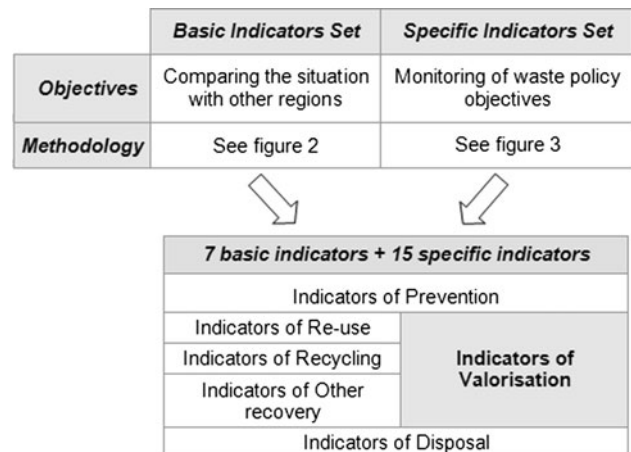 Basic Indicators Set
Specific Indicators Set
Objectives
Comparing the situation
with other regions
Monitoring of waste policy
objectives
Methodology
See figure 2
See figure 3
7 basic indicators + 15 specific indicators
Indicators of Prevention
Indicators of Re-use
Indicators of Recycling
Indicators of Other
recovery
Indicators of
Valorisation
Indicators of Disposal